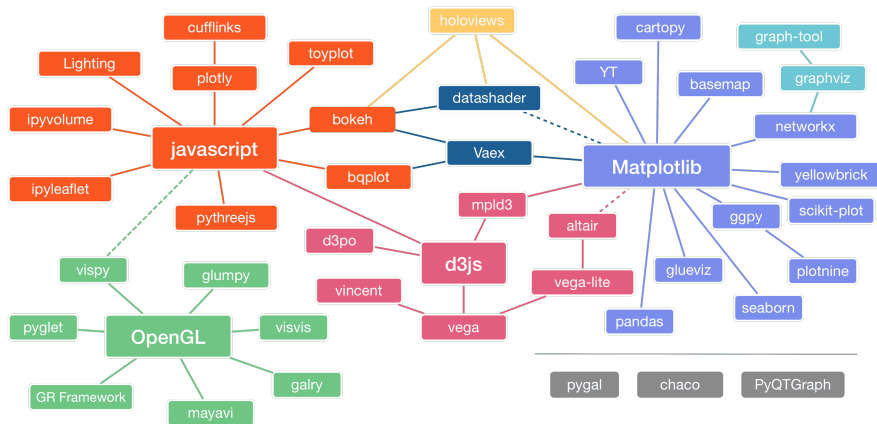 cufflinks
holoviews
cartopy
graph-tool
Lighting
toyplot
plotly
YT
basemap
graphviz
datashader
ipyvolume
bokeh
networkx
javascript
Vaex
Matplotlib
bqplot
yellowbrick
ipyleaflet
mpld3
scikit-plot
pythreejs
altair
ggpy
d3po
d3js
vispy
glumpy
glueviz
plotnine
vincent
vega-lite
seaborn
pyglet
OpenGL
visvis
vega
pandas
GR Framework
galry
mayavi
pygal
chaco
PyQTGraph